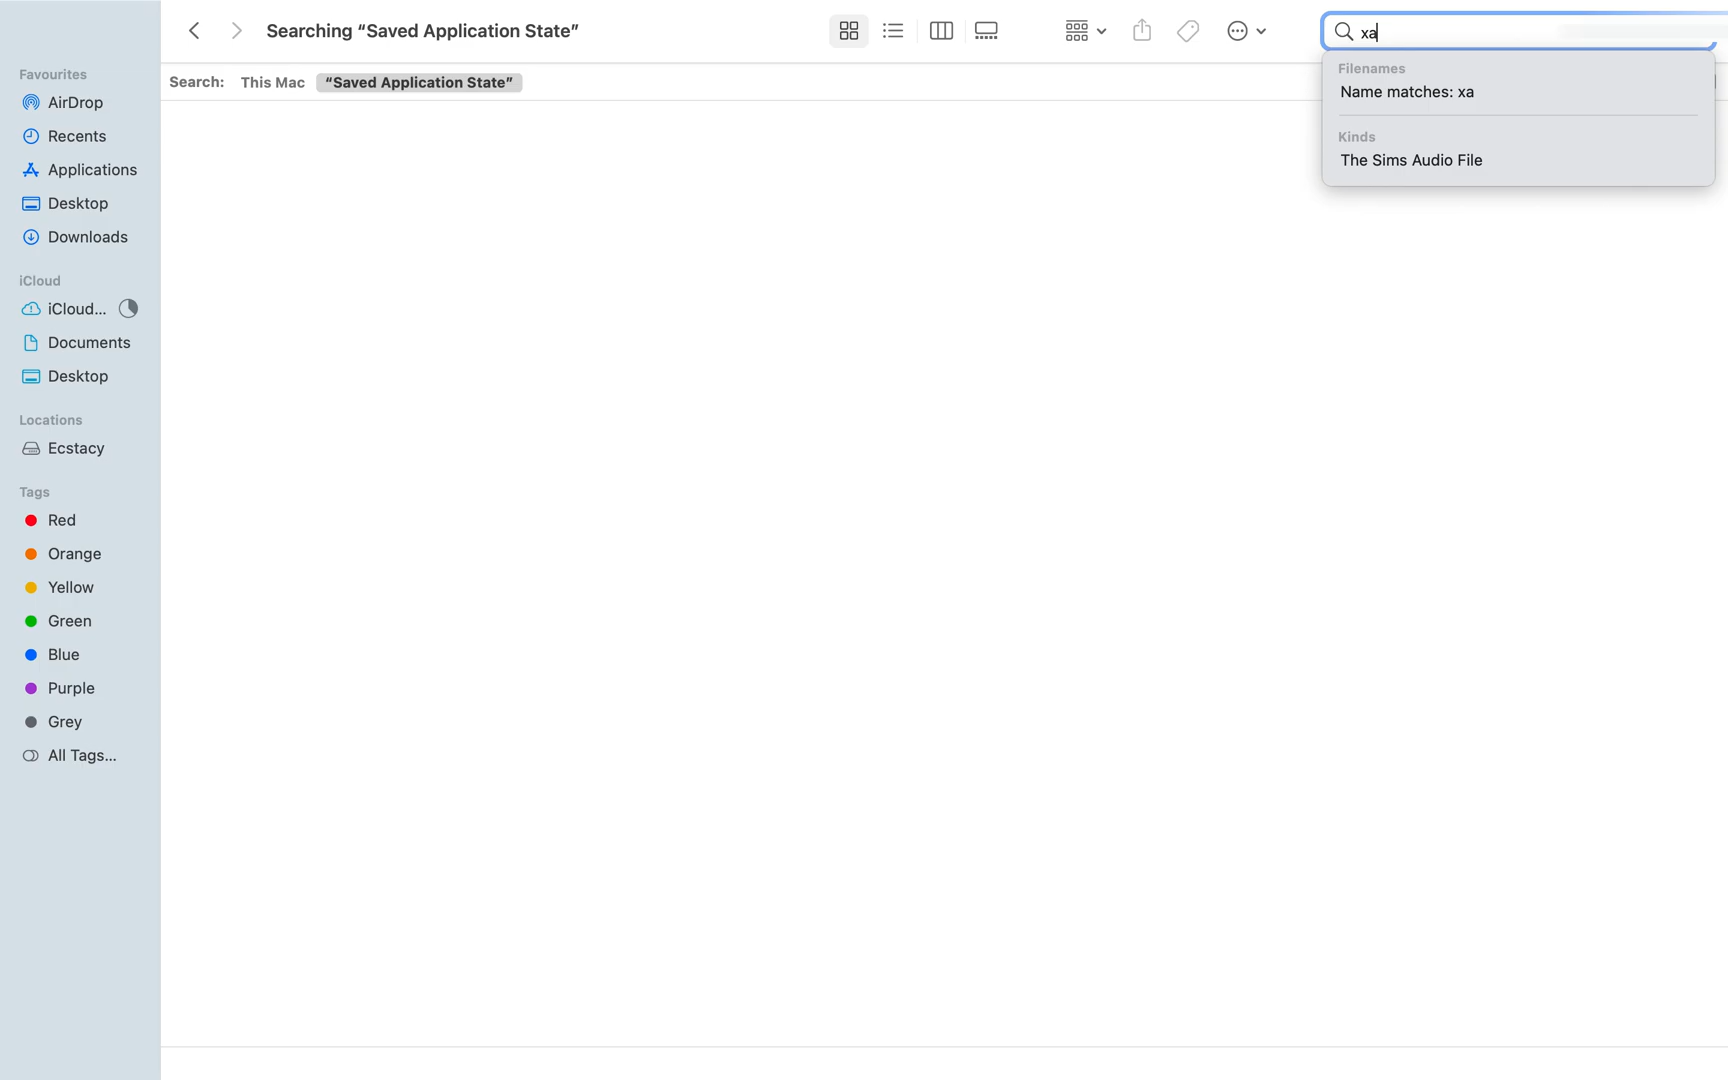 Searching “Saved Application State”
xa
Search: This Mac “Saved Application State”
Filenames
Name matches: xa
Kinds
The Sims Audio File
Favourites
AirDrop
Recents
Applications
Desktop
Downloads
iCloud
iCloud...
Documents
Desktop
Locations
Ecstacy
Tags
Red
Orange
Yellow
Green
Blue
Purple
Grey
All Tags...